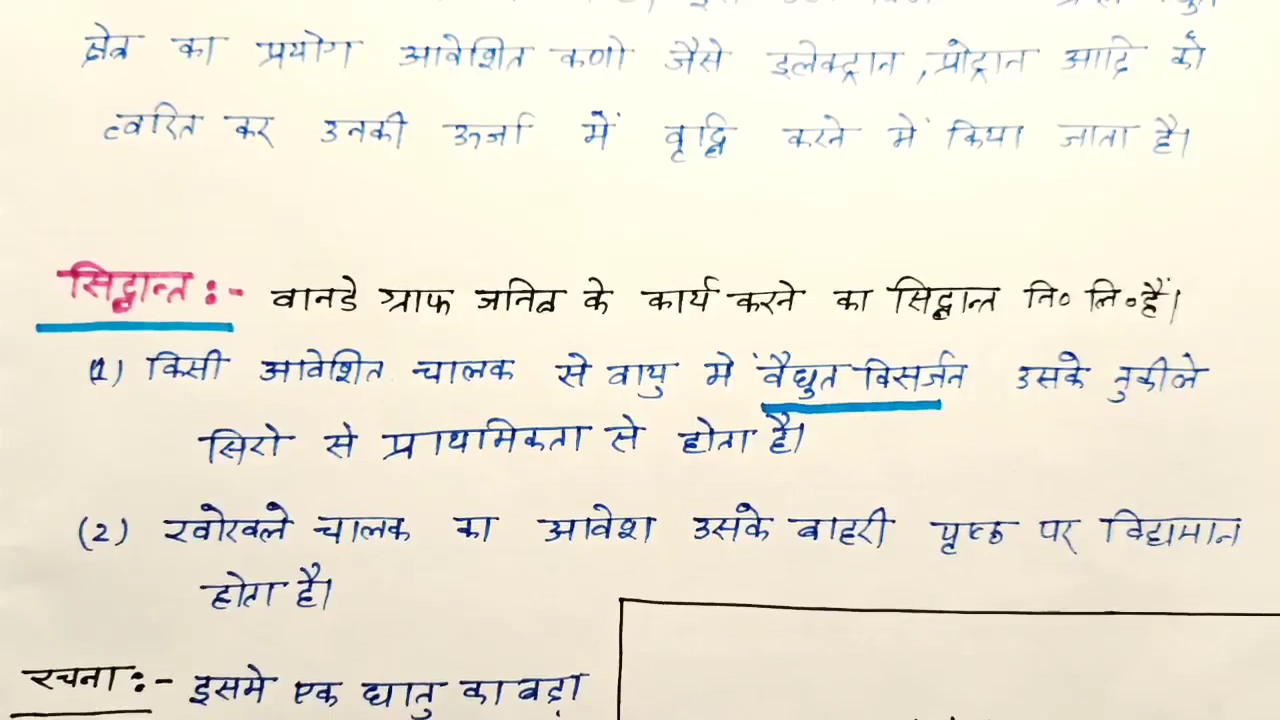 क्षेत्र का प्रयोग आवेशित कणो जैसे इलेक्ट्रान, प्रोट्रान आदि को
त्वरित कर उनकी ऊर्जा में वृद्धि करने में किया जाता है।
सिद्धान्त :- वानडे ग्राफ जनित्र के कार्य करने का सिद्धान्त नि० लि० हैं।
(1) किसी आवेशित चालक से वायु में वैद्युत विसर्जन उसके नुकीले
सिरो से प्राथमिकता से होता है।
(2) खोखले चालक का आवेश उसके बाहरी पृष्ठ पर विद्यमान
होता है।
रचना :- इसमे एक धातु का बड़ा